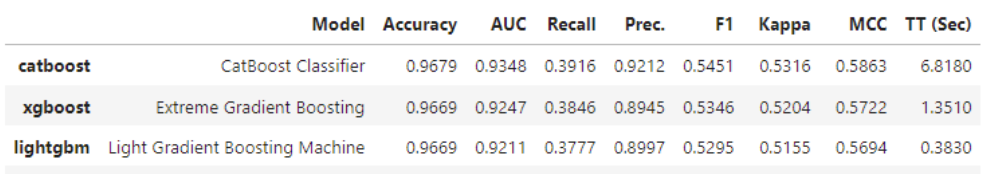 Model Accuracy AUC Recall Prec. F1 Kappa MCC TT (Sec)
catboost CatBoost Classifier 0.9679 0.9348 0.3916 0.9212 0.5451 0.5316 0.5863 6.8180
xgboost Extreme Gradient Boosting 0.9669 0.9247 0.3846 0.8945 0.5346 0.5204 0.5722 1.3510
lightgbm Light Gradient Boosting Machine 0.9669 0.9211 0.3777 0.8997 0.5295 0.5155 0.5694 0.3830